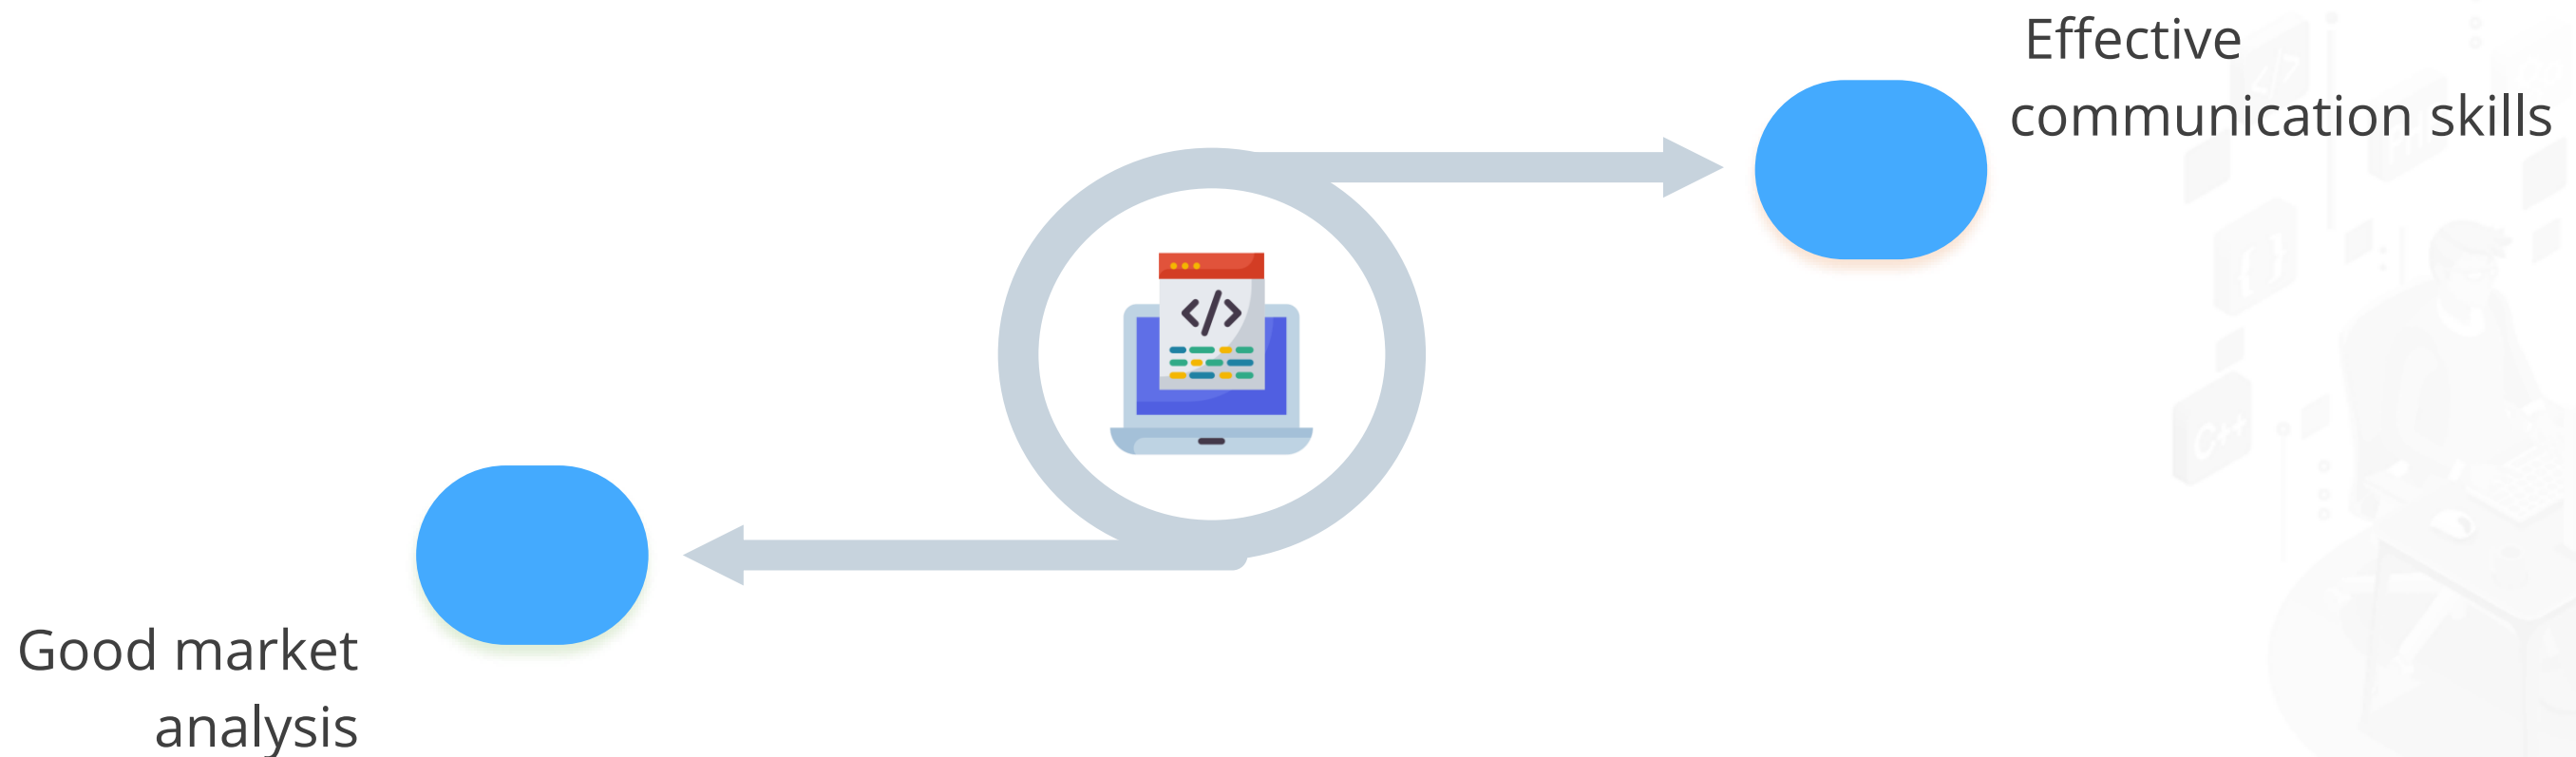 Effective
communication skills
</>
{ }
C++
Good market
analysis